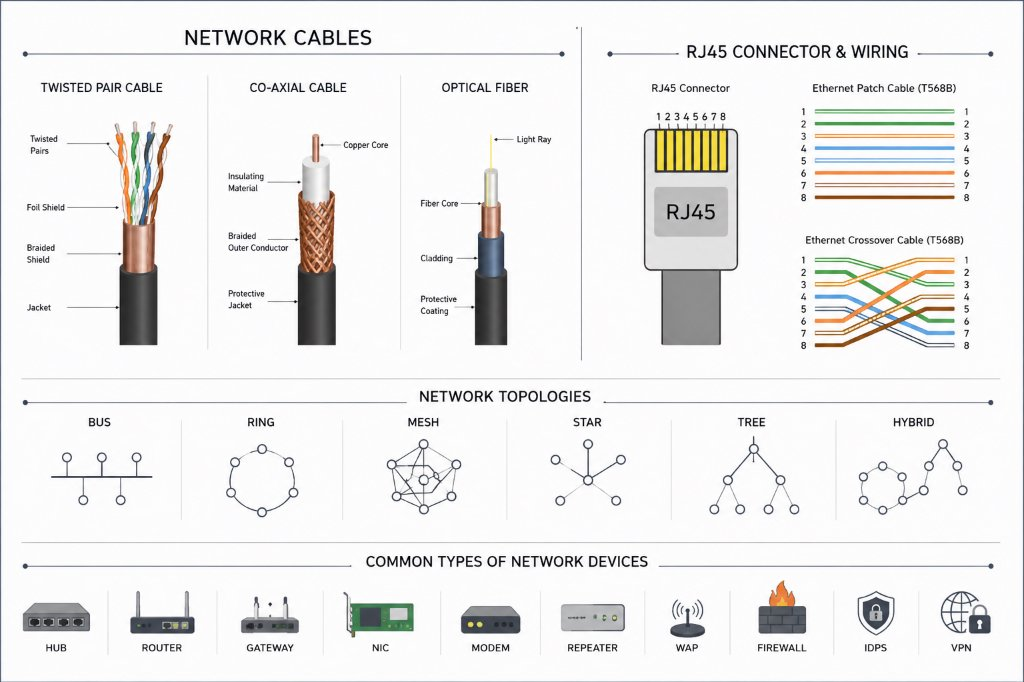 NETWORK CABLES
TWISTED PAIR CABLE
Twisted
Pairs
Foil Shield
Braided
Shield
Jacket
CO-AXIAL CABLE
Copper Core
Insulating
Material
Braided
Outer Conductor
Protective
Jacket
OPTICAL FIBER
Light Ray
Fiber Core
Cladding
Protective
Coating
RJ45 CONNECTOR & WIRING
RJ45 Connector
1 2 3 4 5 6 7 8
RJ45
Ethernet Patch Cable (T568B)
1 1
2 2
3 3
4 4
5 5
6 6
7 7
8 8
Ethernet Crossover Cable (T568B)
1 1
2 2
3 3
4 4
5 5
6 6
7 7
8 8
NETWORK TOPOLOGIES
BUS
RING
MESH
STAR
TREE
HYBRID
COMMON TYPES OF NETWORK DEVICES
HUB
ROUTER
GATEWAY
NIC
MODEM
REPEATER
WAP
FIREWALL
IDPS
VPN